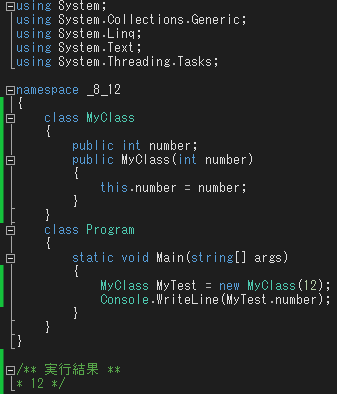 using System;
using System.Collections.Generic;
using System.Linq;
using System.Text;
using System.Threading.Tasks;

namespace _8_12
{
    class MyClass
    {
        public int number;
        public MyClass(int number)
        {
            this.number = number;
        }
    }
    class Program
    {
        static void Main(string[] args)
        {
            MyClass MyTest = new MyClass(12);
            Console.WriteLine(MyTest.number);
        }
    }
}

/** 実行結果 **
* 12 */